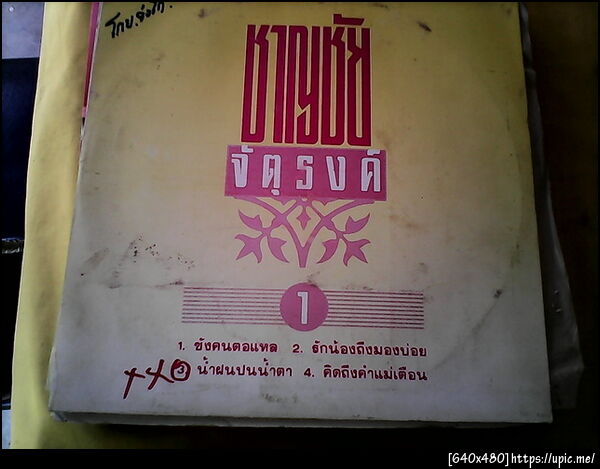 ชาญชัย
จัตุรงค์
1
1. ชังคนตอแหล 2. รักน้องถึงมองบ่อย
3 น้ำฝนปนน้ำตา 4. คิดถึงคำแม่เตือน
[640x480]https://upic.me/